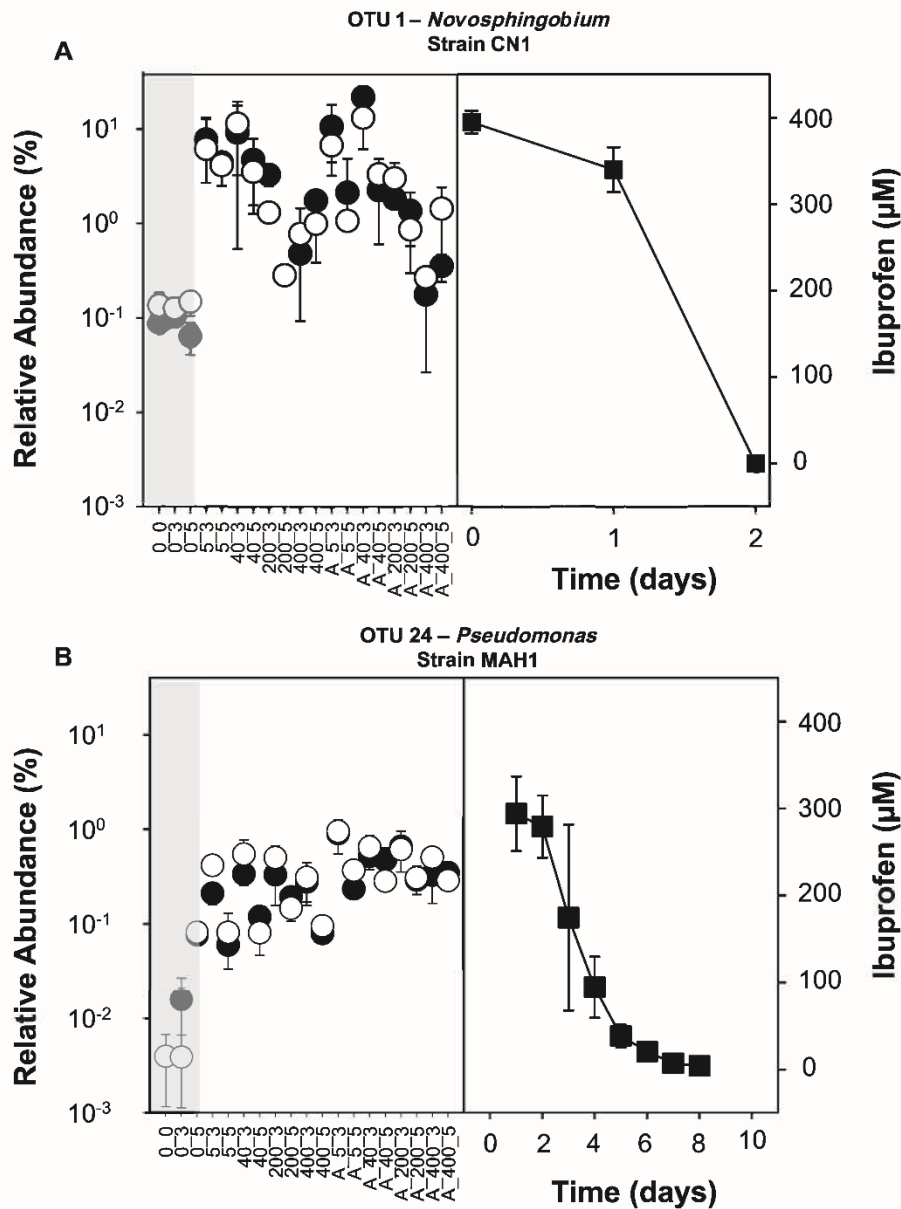 OTU 1 – Novosphingobium
Strain CN1
A
Relative Abundance (%)
10¹
10⁰
10⁻¹
10⁻²
10⁻³
0_0
0_3
0_5
5_3
5_5
40_3
40_5
200_3
200_5
400_3
400_5
A_5_3
A_5_5
A_40_3
A_40_5
A_200_3
A_200_5
A_400_3
A_400_5
400
300
200
100
400
300
200
100
0
Ibuprofen (µM)
0 1 2
Time (days)
OTU 24 – Pseudomonas
Strain MAH1
B
Relative Abundance (%)
10¹
10⁰
10⁻¹
10⁻²
10⁻³
0_0
0_3
0_5
5_3
5_5
40_3
40_5
200_3
200_5
400_3
400_5
A_5_3
A_5_5
A_40_3
A_40_5
A_200_3
A_200_5
A_400_3
A_400_5
400
300
200
100
0
Ibuprofen (µM)
0 2 4 6 8 10
Time (days)